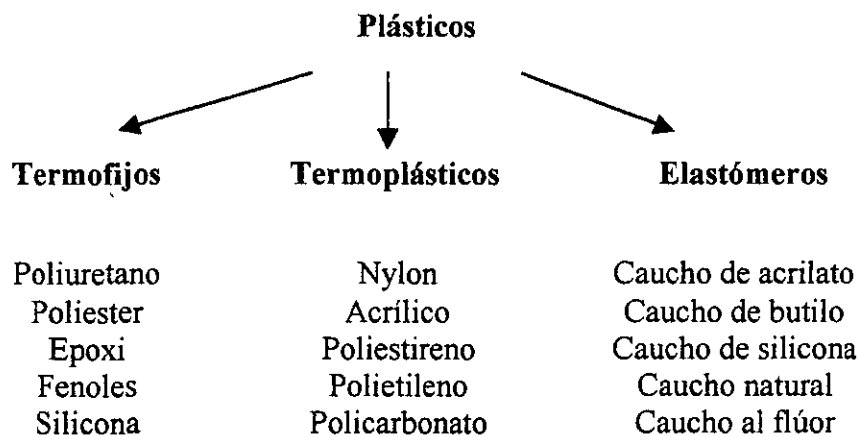 Plásticos
Termofijos Termoplásticos Elastómeros
Poliuretano Nylon Caucho de acrilato
Poliester Acrílico Caucho de butilo
Epoxi Poliestireno Caucho de silicona
Fenoles Polietileno Caucho natural
Silicona Policarbonato Caucho al flúor